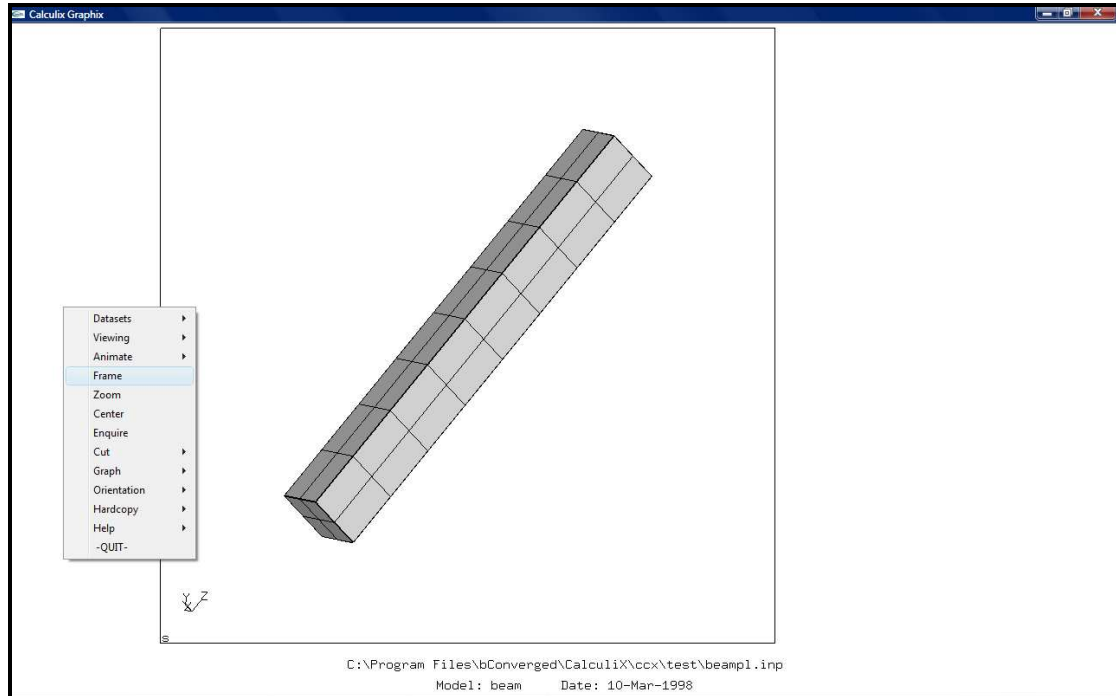 Calculix Graphix
Datasets
Viewing
Animate
Frame
Zoom
Center
Enquire
Cut
Graph
Orientation
Hardcopy
Help
-QUIT-
Y Z
X
s
C:\Program Files\bConverged\CalculiX\ccx\test\beampl.inp
Model: beam Date: 10-Mar-1998